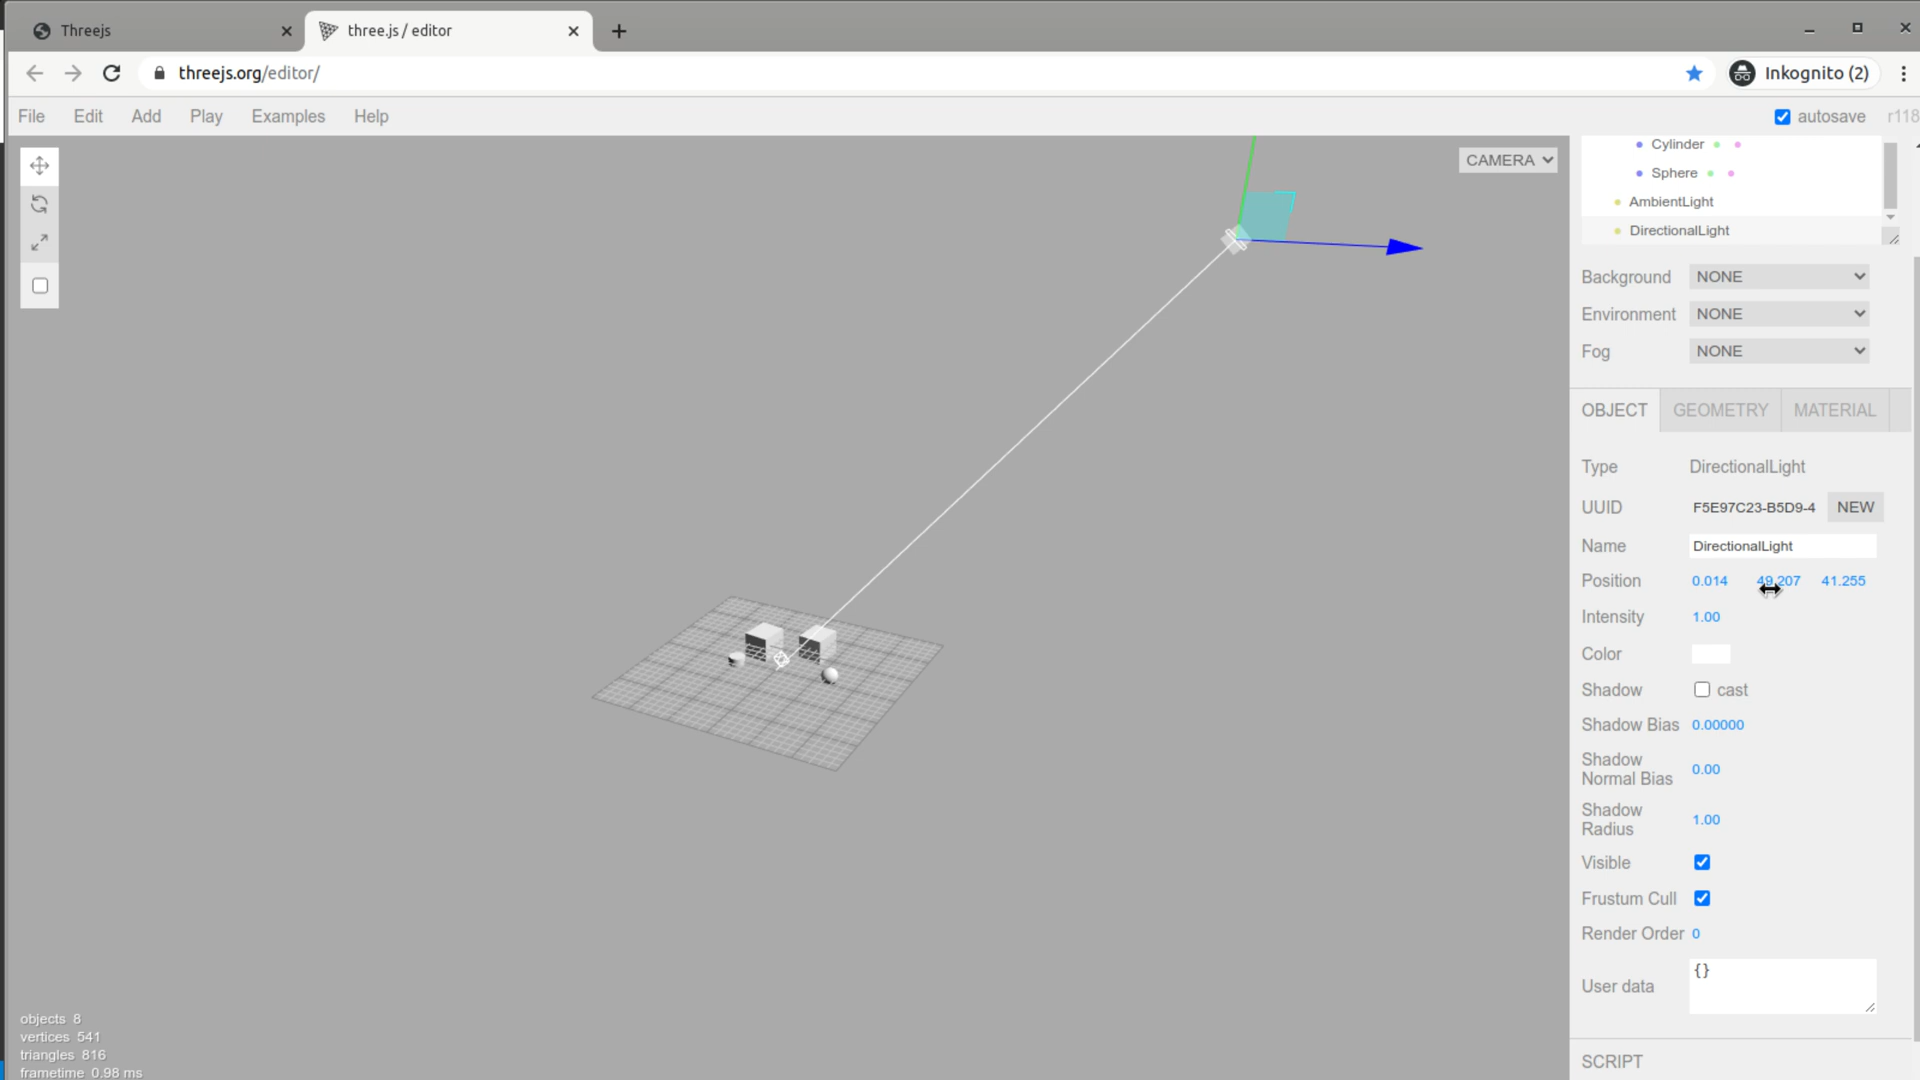 Threejs
three.js / editor
threejs.org/editor/
Inkognito (2)
File Edit Add Play Examples Help
autosave r118
CAMERA
Cylinder
Sphere
AmbientLight
DirectionalLight
Background NONE
Environment NONE
Fog NONE
OBJECT GEOMETRY MATERIAL
Type DirectionalLight
UUID F5E97C23-B5D9-4 NEW
Name DirectionalLight
Position 0.014 49.207 41.255
Intensity 1.00
Color
Shadow cast
Shadow Bias 0.00000
Shadow
Normal Bias 0.00
Shadow
Radius 1.00
Visible
Frustum Cull
Render Order 0
User data {}
SCRIPT
objects 8
vertices 541
triangles 816
frametime 0.98 ms